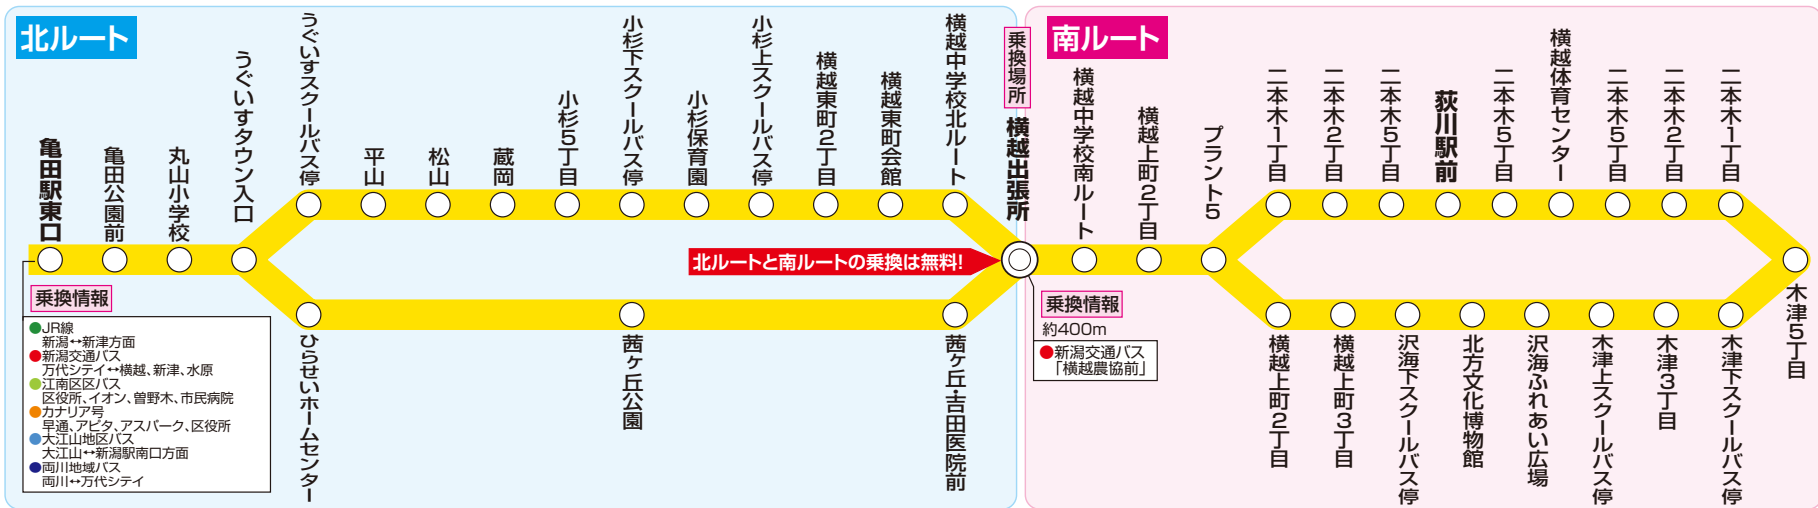 北ルート
亀田駅東口
亀田公園前
丸山小学校
うぐいすタウン入口
うぐいすスクールバス停
平山
松山
蔵岡
小杉5丁目
小杉下スクールバス停
小杉保育園
小杉上スクールバス停
横越東町2丁目
横越東町会館
横越中学校北ルート
ひらせいホームセンター
茜ヶ丘公園
茜ヶ丘・吉田医院前
北ルートと南ルートの乗換は無料!
乗換情報
●JR線
新潟↔新津方面
●新潟交通バス
万代シテイ↔横越、新津、水原
●江南区区バス
区役所、イオン、曽野木、市民病院
●カナリア号
早通、アピタ、アスパーク、区役所
●大江山地区バス
大江山↔新潟駅南口方面
●両川地域バス
両川↔万代シテイ
乗換場所
横越出張所
乗換情報
約400m
●新潟交通バス
「横越農協前」
南ルート
横越中学校南ルート
横越上町2丁目
プラント5
二本木1丁目
二本木2丁目
二本木5丁目
荻川駅前
二本木5丁目
横越体育センター
二本木5丁目
二本木2丁目
二本木1丁目
木津5丁目
横越上町2丁目
横越上町3丁目
沢海下スクールバス停
北方文化博物館
沢海ふれあい広場
木津上スクールバス停
木津3丁目
木津下スクールバス停